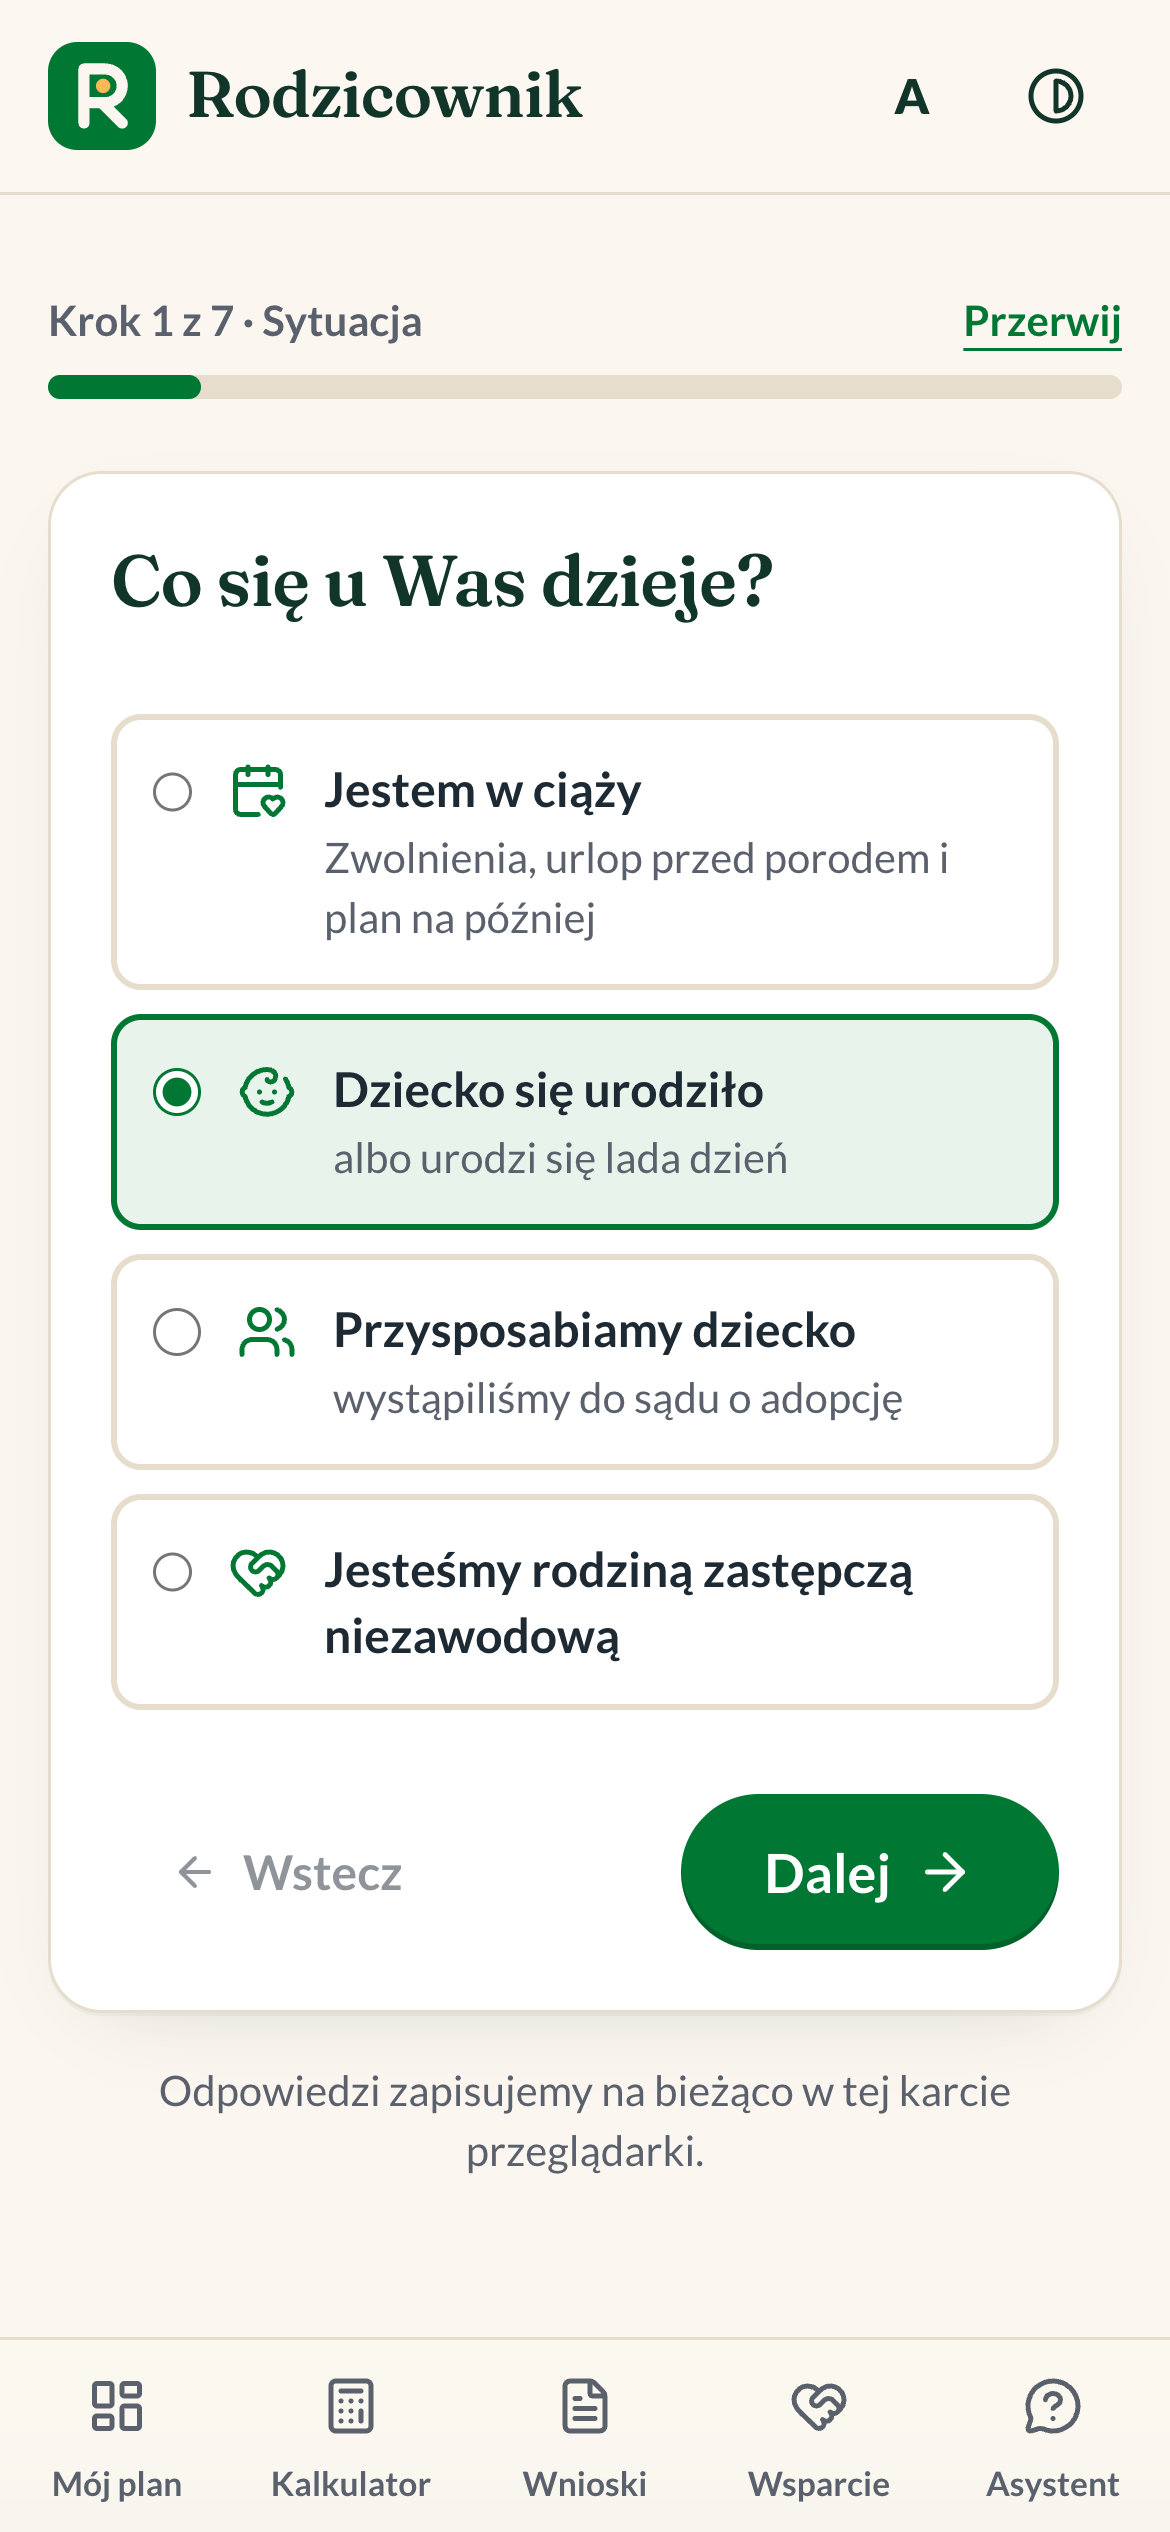 R Rodzicownik A
Krok 1 z 7 · Sytuacja
Przerwij
Co się u Was dzieje?
Jestem w ciąży
Zwolnienia, urlop przed porodem i
plan na później
Dziecko się urodziło
albo urodzi się lada dzień
Przysposabiamy dziecko
wystąpiliśmy do sądu o adopcję
Jesteśmy rodziną zastępczą
niezawodową
← Wstecz
Dalej →
Odpowiedzi zapisujemy na bieżąco w tej karcie
przeglądarki.
Mój plan
Kalkulator
Wnioski
Wsparcie
Asystent